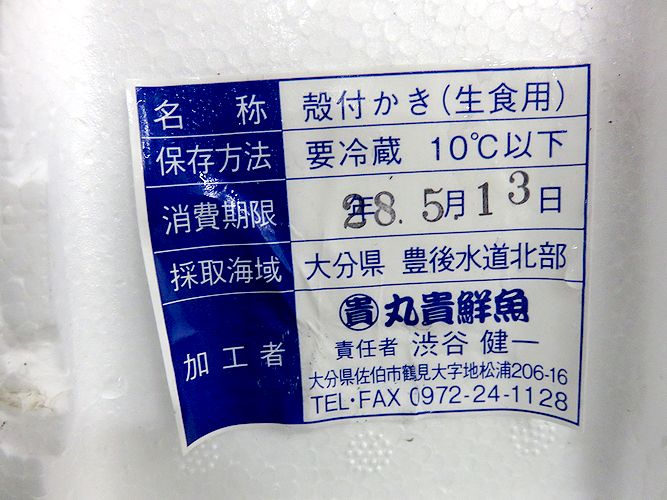 名称 殻付かき(生食用)
保存方法 要冷蔵 10℃以下
消費期限 28.年5月13日
採取海域 大分県 豊後水道北部
加工者 貴 丸貴鮮魚
責任者 渋谷 健一
大分県佐伯市鶴見大字地松浦206-16
TEL・FAX 0972-24-1128